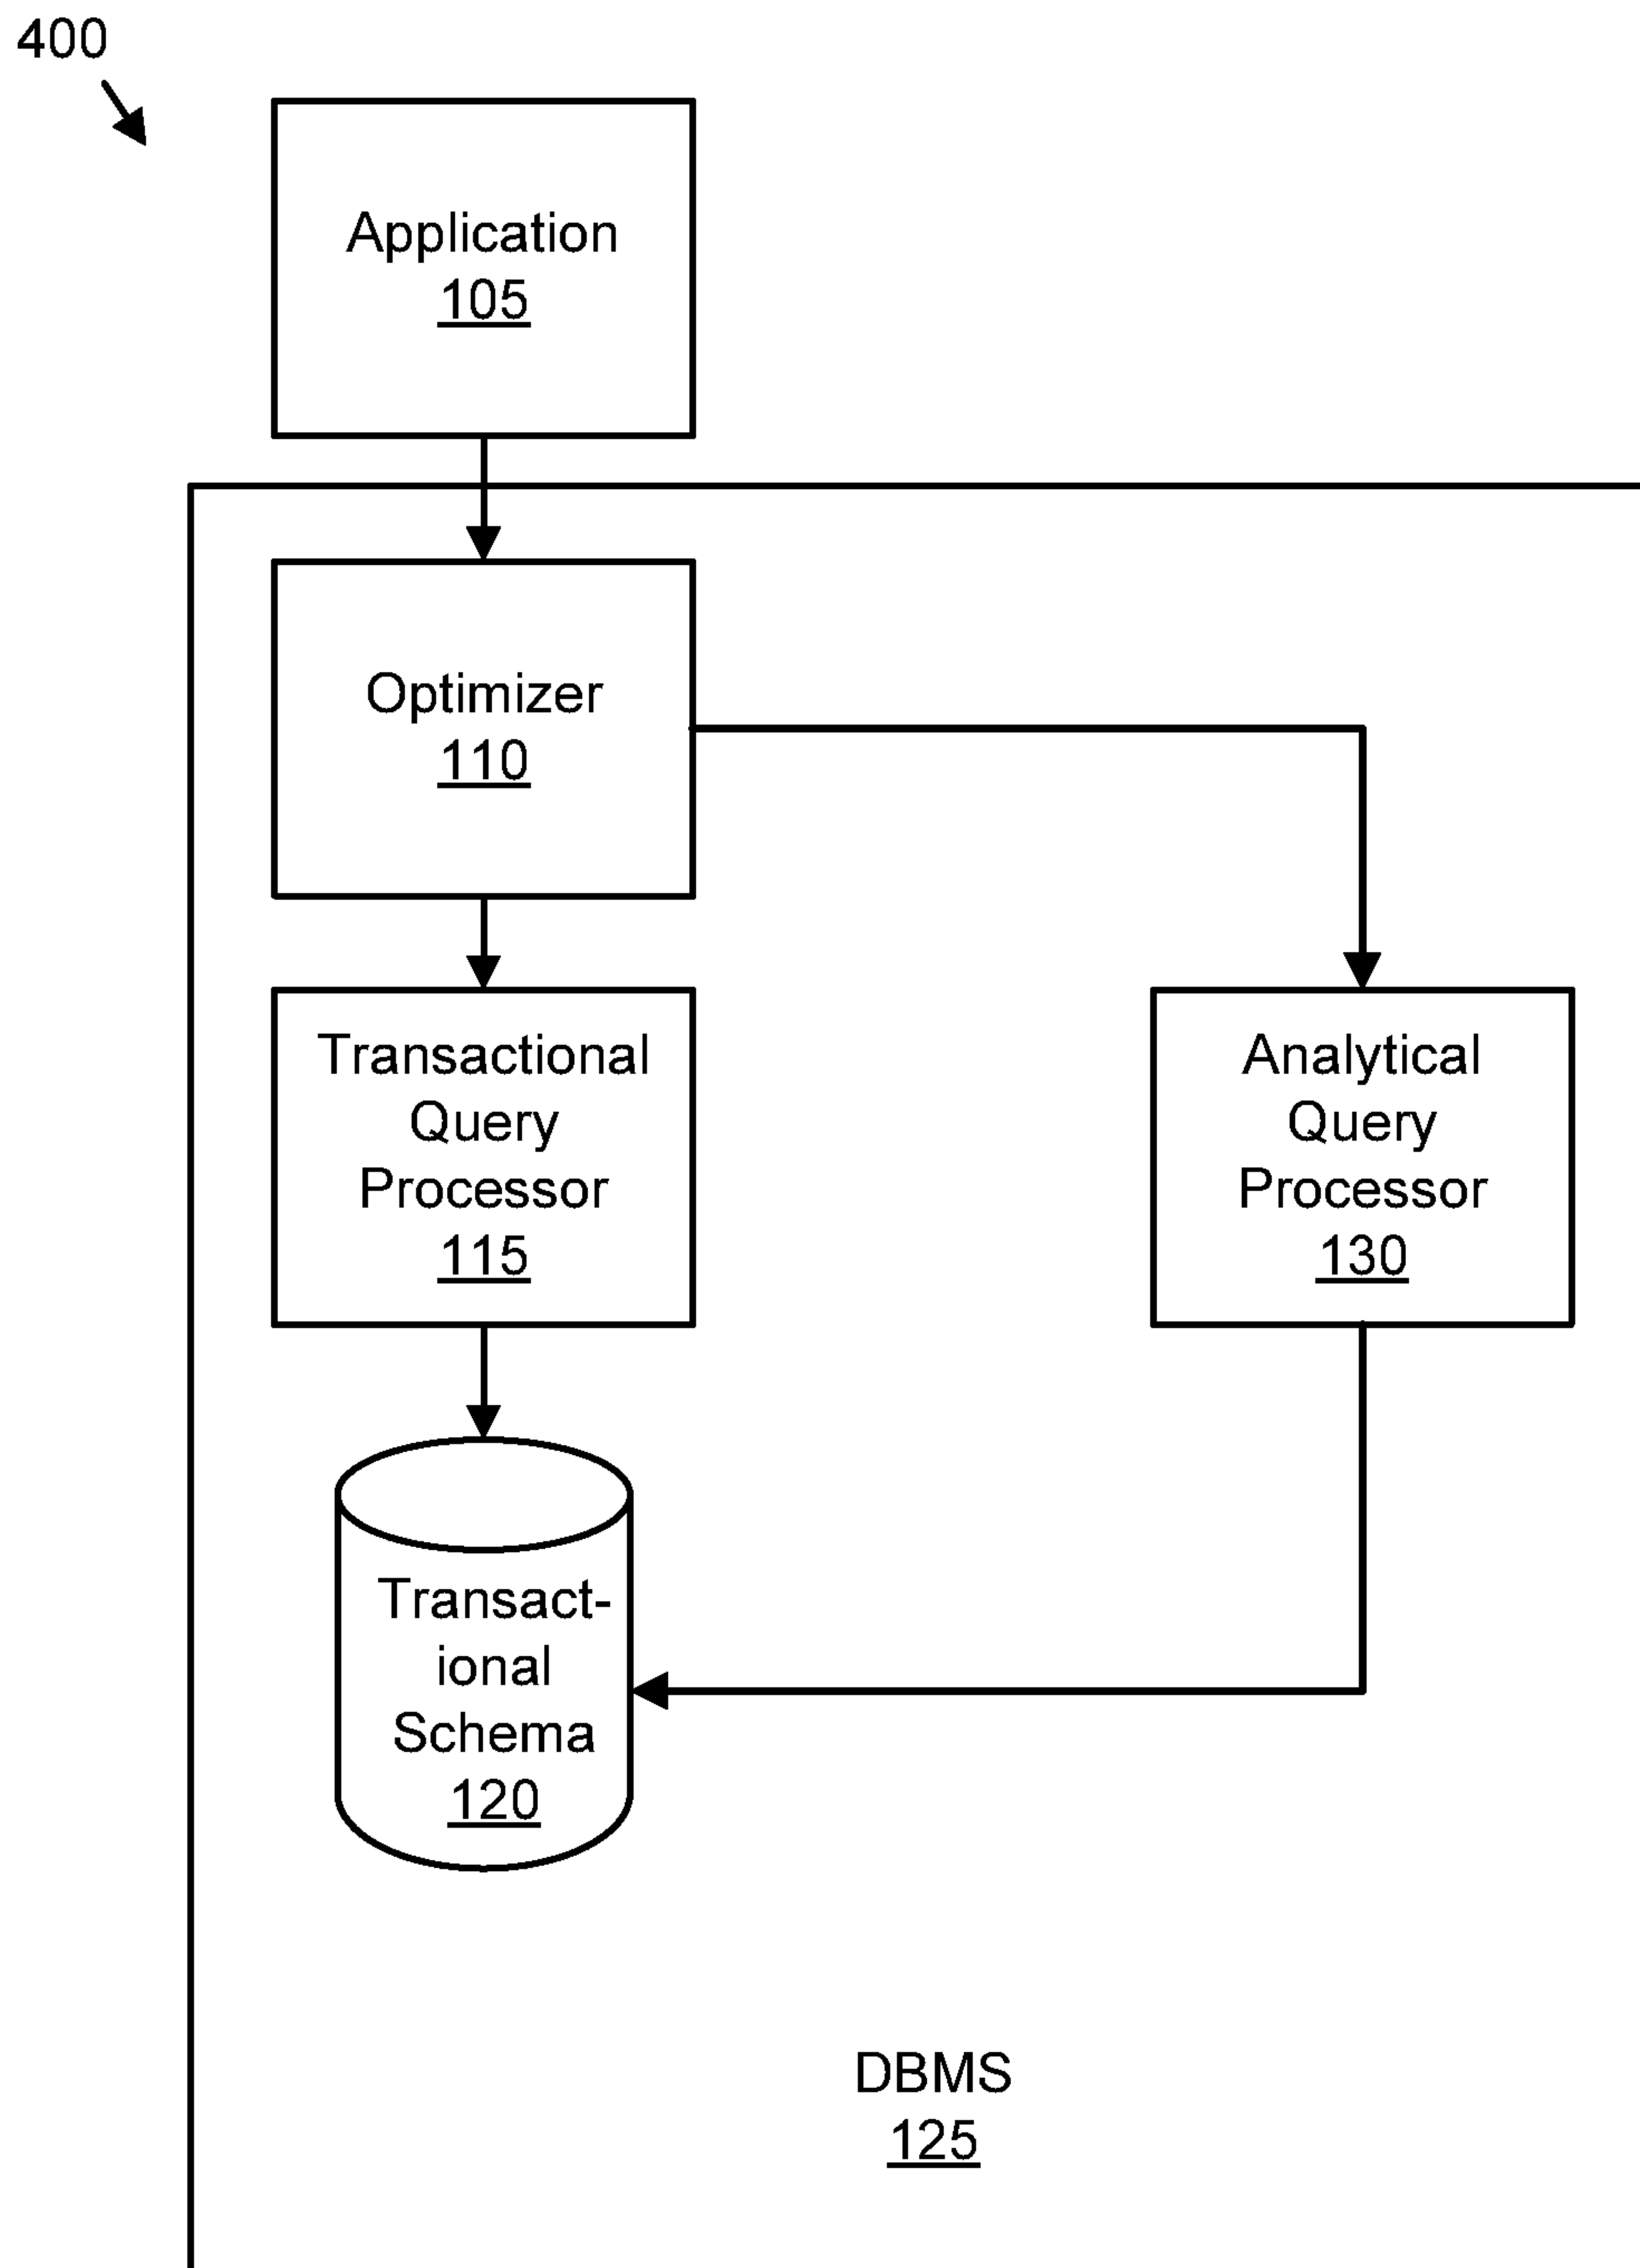 400
Application
105
Optimizer
110
Transactional
Query
Processor
115
Analytical
Query
Processor
130
Transact-
ional
Schema
120
DBMS
125